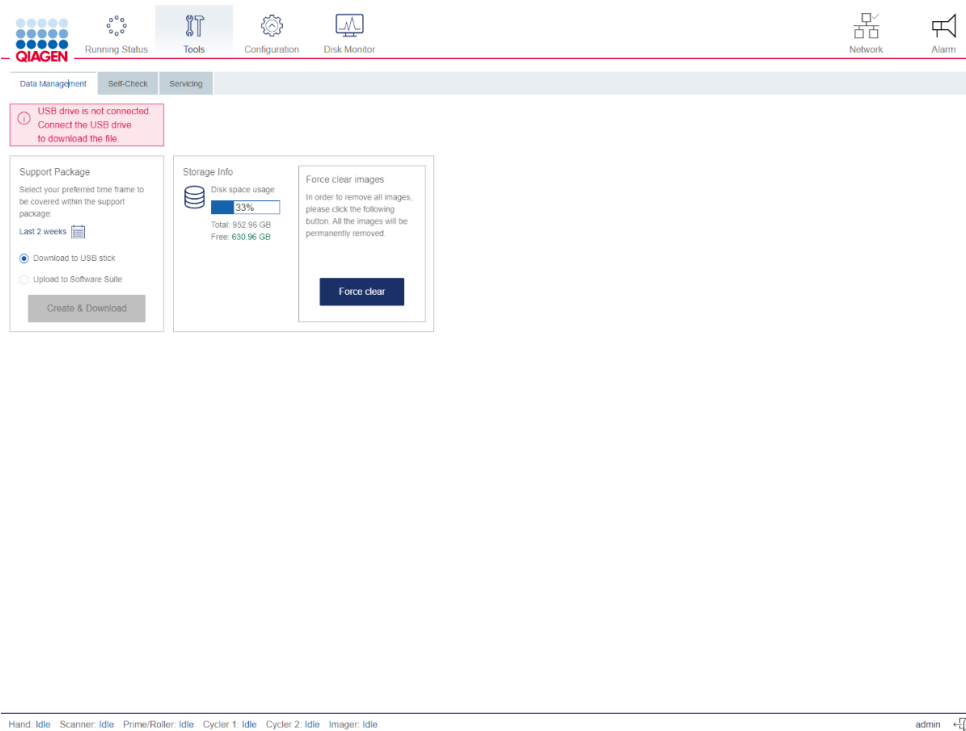 QIAGEN
Running Status
Tools
Configuration
Disk Monitor
Network
Alarm
Data Management
Self-Check
Servicing
USB drive is not connected.
Connect the USB drive
to download the file.
Support Package
Select your preferred time frame to
be covered within the support
package:
Last 2 weeks
Download to USB stick
Upload to Software Suite
Create & Download
Storage Info
Disk space usage
33%
Total: 952.96 GB
Free: 630.96 GB
Force clear images
In order to remove all images,
please click the following
button. All the images will be
permanently removed.
Force clear
Hand: Idle Scanner: Idle Prime/Roller: Idle Cycler 1: Idle Cycler 2: Idle Imager: Idle
admin